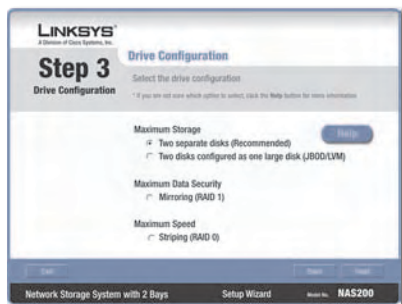 LINKSYS®
A Division of Cisco Systems, Inc.
Step 3
Drive Configuration
Drive Configuration
Select the drive configuration
* If you are not sure which option to select, click the Help button for more information
Maximum Storage
Help
Two separate disks (Recommended)
Two disks configured as one large disk (JBOD/LVM)
Maximum Data Security
Mirroring (RAID 1)
Maximum Speed
Striping (RAID 0)
Exit
Network Storage System with 2 Bays
Setup Wizard
Model No.
NAS200